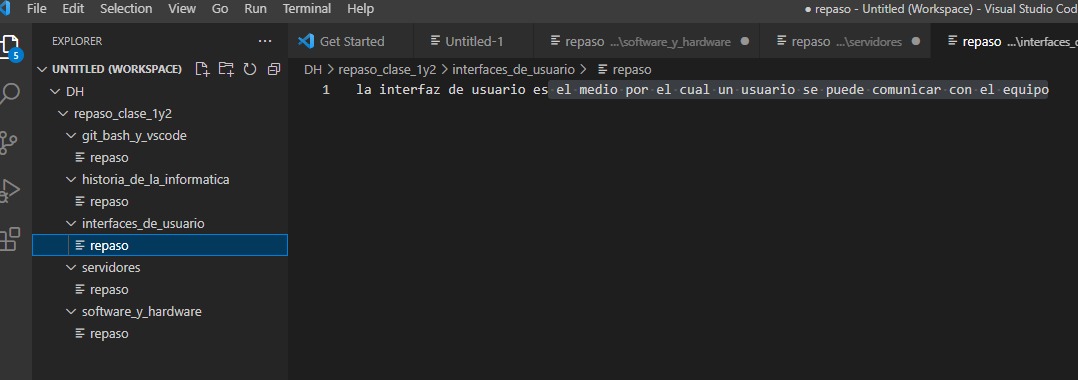 File Edit Selection View Go Run Terminal Help
● repaso - Untitled (Workspace) - Visual Studio Cod
5
EXPLORER ...
UNTITLED (WORKSPACE)
DH
repaso_clase_1y2
git_bash_y_vscode
repaso
historia_de_la_informatica
repaso
interfaces_de_usuario
repaso
servidores
repaso
software_y_hardware
repaso
Get Started Untitled-1 repaso ...\software_y_hardware repaso ...\servidores repaso ...\interfaces_d
DH > repaso_clase_1y2 > interfaces_de_usuario > repaso
1 la interfaz de usuario es el medio por el cual un usuario se puede comunicar con el equipo